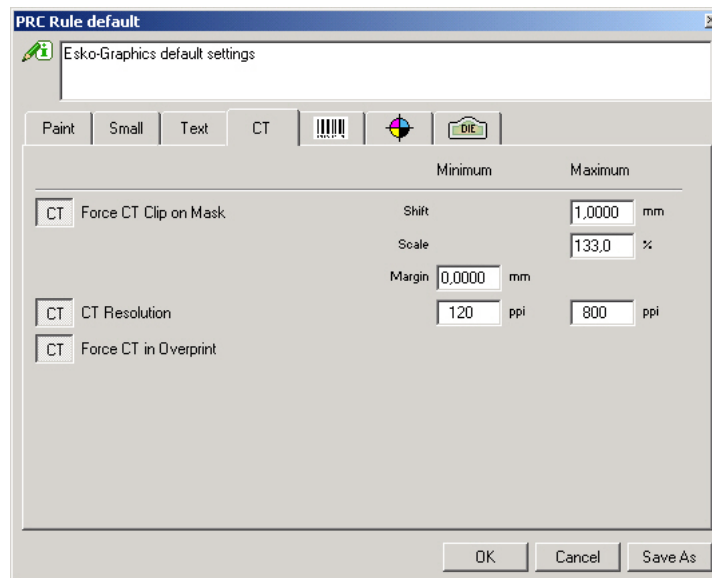 PRC Rule default
Esko-Graphics default settings
Paint Small Text CT DIE
Minimum Maximum
CT Force CT Clip on Mask Shift 1,0000 mm
Scale 133,0 %
Margin 0,0000 mm
CT CT Resolution 120 ppi 800 ppi
CT Force CT in Overprint
OK Cancel Save As